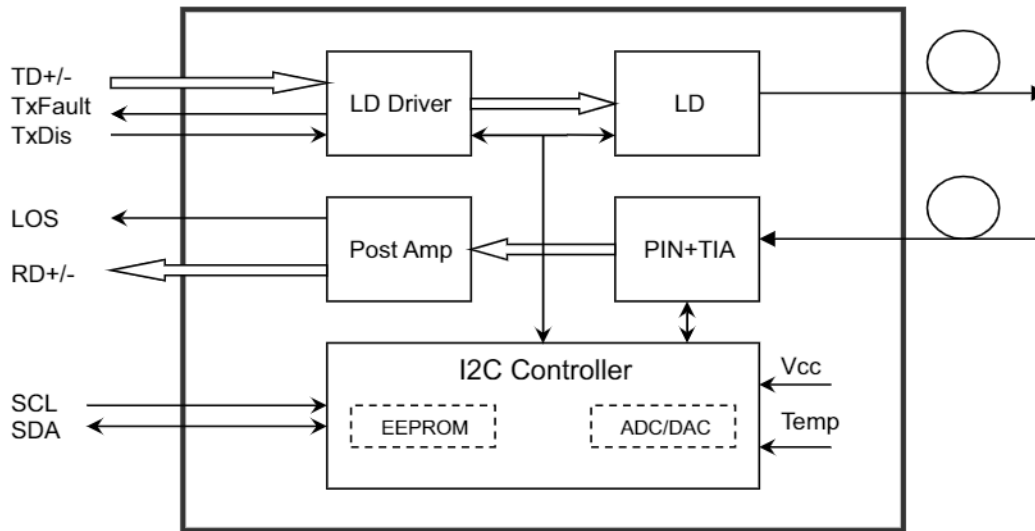 TD+/-
TxFault
TxDis
LD Driver
LD
LOS
RD+/-
Post Amp
PIN+TIA
I2C Controller
SCL
SDA
EEPROM
ADC/DAC
Vcc
Temp